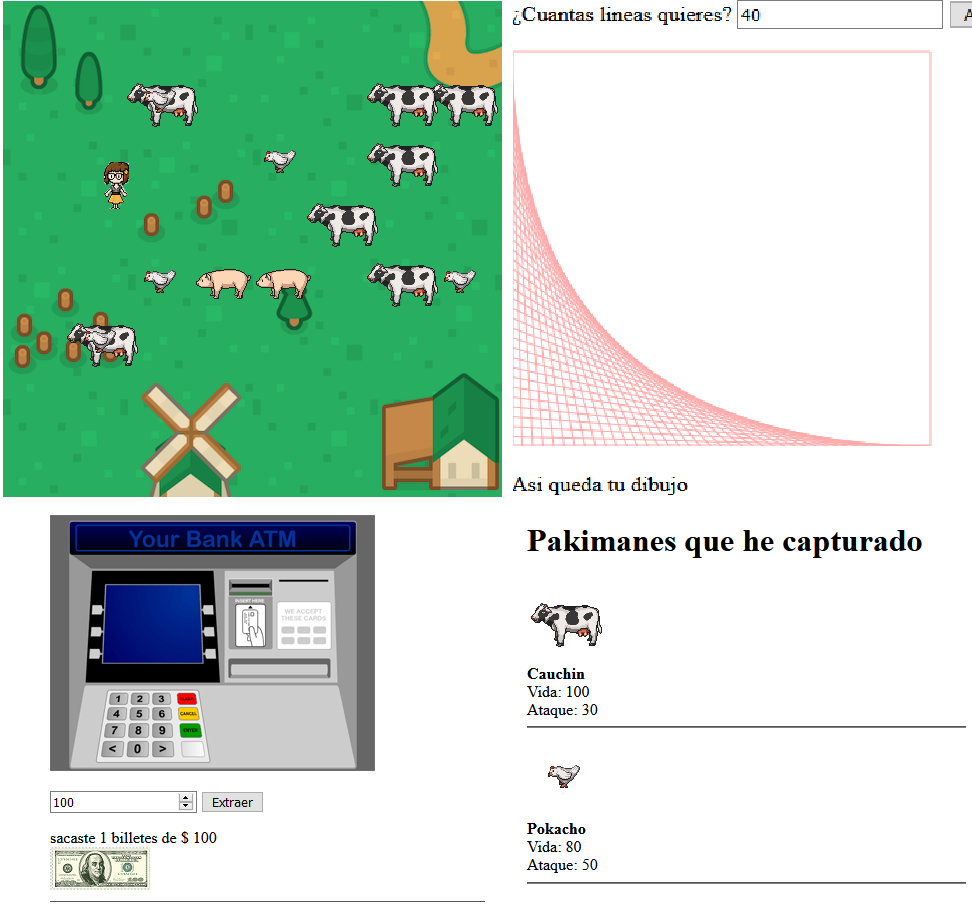 ¿Cuantas lineas quieres? 40
Asi queda tu dibujo
Your Bank ATM
INSERT HERE
WE ACCEPT
THESE CARDS
1 2 3
4 5 6 CANCEL
7 8 9 ENTER
< 0 >
100 Extraer
sacaste 1 billetes de $ 100
Pakimanes que he capturado
Cauchin
Vida: 100
Ataque: 30
Pokacho
Vida: 80
Ataque: 50